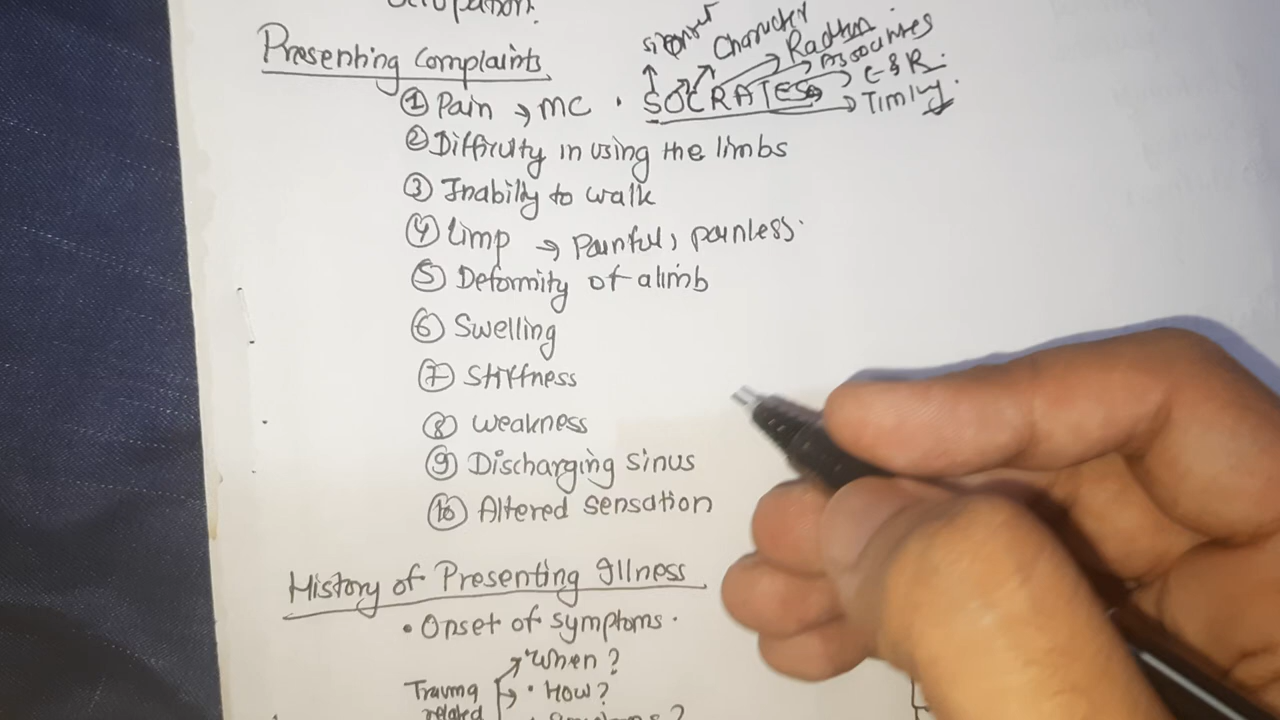 Presenting Complaints
① Pain → MC • SOCRATES
Site
onset
Character
Radtn.
Associates
E & R.
Timing.
② Difficulty in using the limbs
③ Inability to walk
④ Limp → Painful, painless.
⑤ Deformity of a limb
⑥ Swelling
⑦ Stiffness
⑧ Weakness
⑨ Discharging sinus
⑩ Altered sensation
History of Presenting Illness
• Onset of symptoms.
Trauma related
• When?
• How?